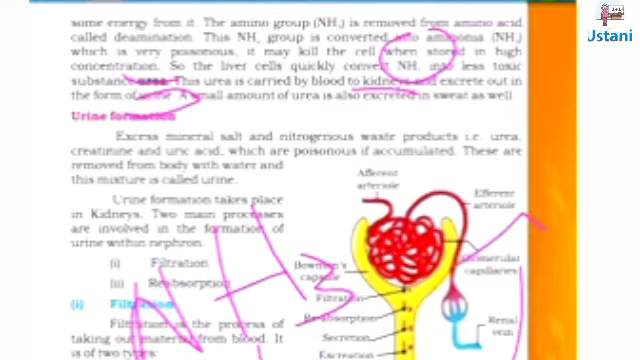 some energy from it. The amino group (NH₂) is removed from amino acid
called deamination. This NH₂ group is converted into ammonia (NH₃)
which is very poisonous, it may kill the cell when stored in high
concentration. So the liver cells quickly convert NH₃ into less toxic
substance urea. This urea is carried by blood to kidneys and excrete out in
the form of urine. A small amount of urea is also excreted in sweat as well.
Ustani
Urine formation
Excess mineral salt and nitrogenous waste products i.e. urea,
creatinine and uric acid, which are poisonous if accumulated. These are
removed from body with water and
this mixture is called urine.
Urine formation takes place
in Kidneys. Two main processes
are involved in the formation of
urine within nephron.
(i) Filtration
(ii) Re-absorption
(i) Filtration
Filtration is the process of
taking out material from blood. It
is of two types:
Afferent
arteriole
Efferent
arteriole
Glomerular
capillaries
Bowman's
capsule
Filtration
Re-absorption
Secretion
Excretion
Renal
vein
NH3